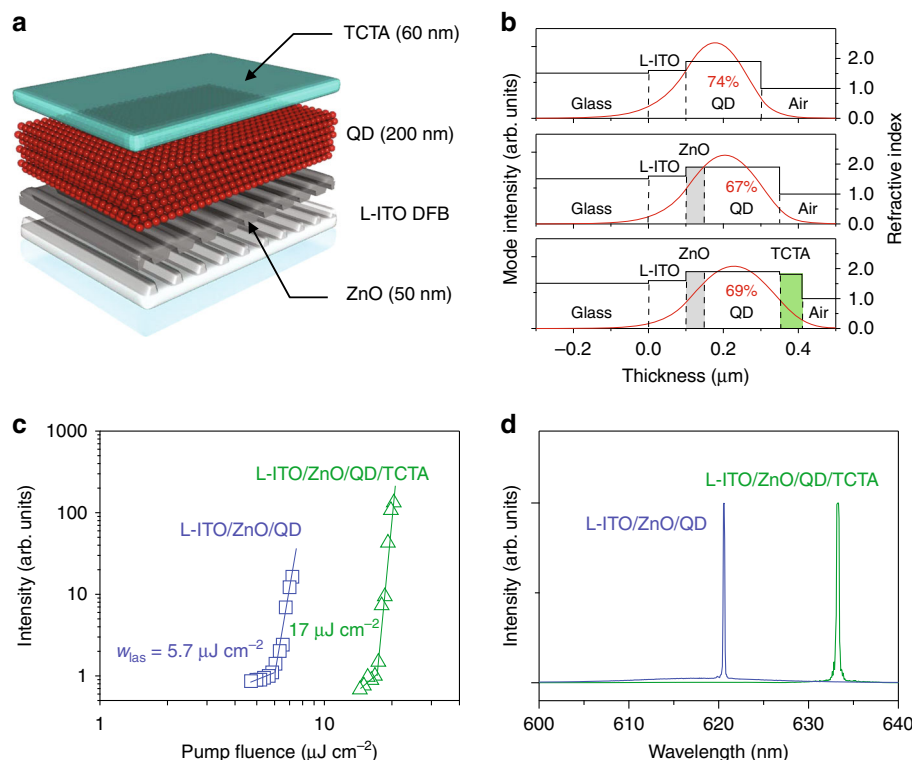 a
TCTA (60 nm)
QD (200 nm)
L-ITO DFB
ZnO (50 nm)
b
Mode intensity (arb. units)
Refractive index
L-ITO
74%
Glass
QD
Air
2.0
1.0
0.0
ZnO
L-ITO
67%
Glass
QD
Air
2.0
1.0
0.0
ZnO
TCTA
L-ITO
69%
Glass
QD
Air
2.0
1.0
0.0
−0.2
0.0
0.2
0.4
Thickness (μm)
c
1000
100
10
1
Intensity (arb. units)
L-ITO/ZnO/QD/TCTA
L-ITO/ZnO/QD
17 μJ cm⁻²
w_las = 5.7 μJ cm⁻²
1
10
Pump fluence (μJ cm⁻²)
d
Intensity (arb. units)
L-ITO/ZnO/QD/TCTA
L-ITO/ZnO/QD
600
610
620
630
640
Wavelength (nm)